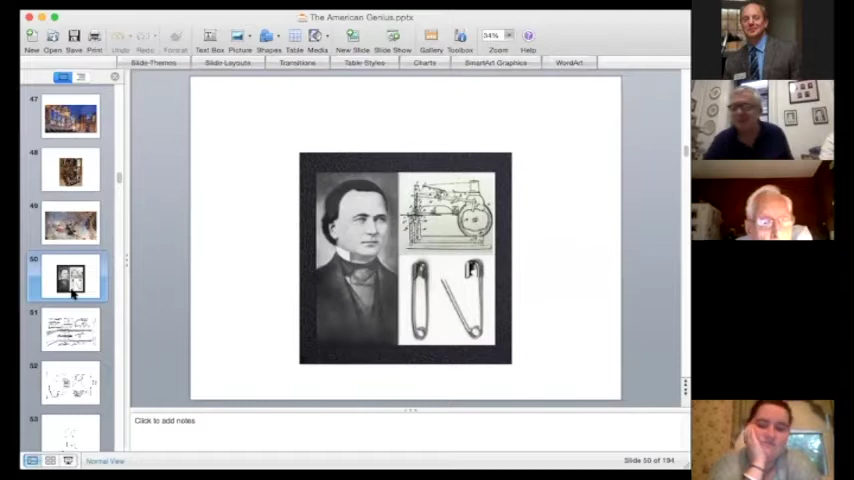 The American Genius.pptx
New Open Save Print Undo Redo Format Text Box Picture Shapes Table Media New Slide Slide Show Gallery Toolbox Zoom Help
34%
Slide Themes Slide Layouts Transitions Table Styles Charts SmartArt Graphics WordArt
47
48
49
50
51
52
53
Click to add notes
Normal View
Slide 50 of 194